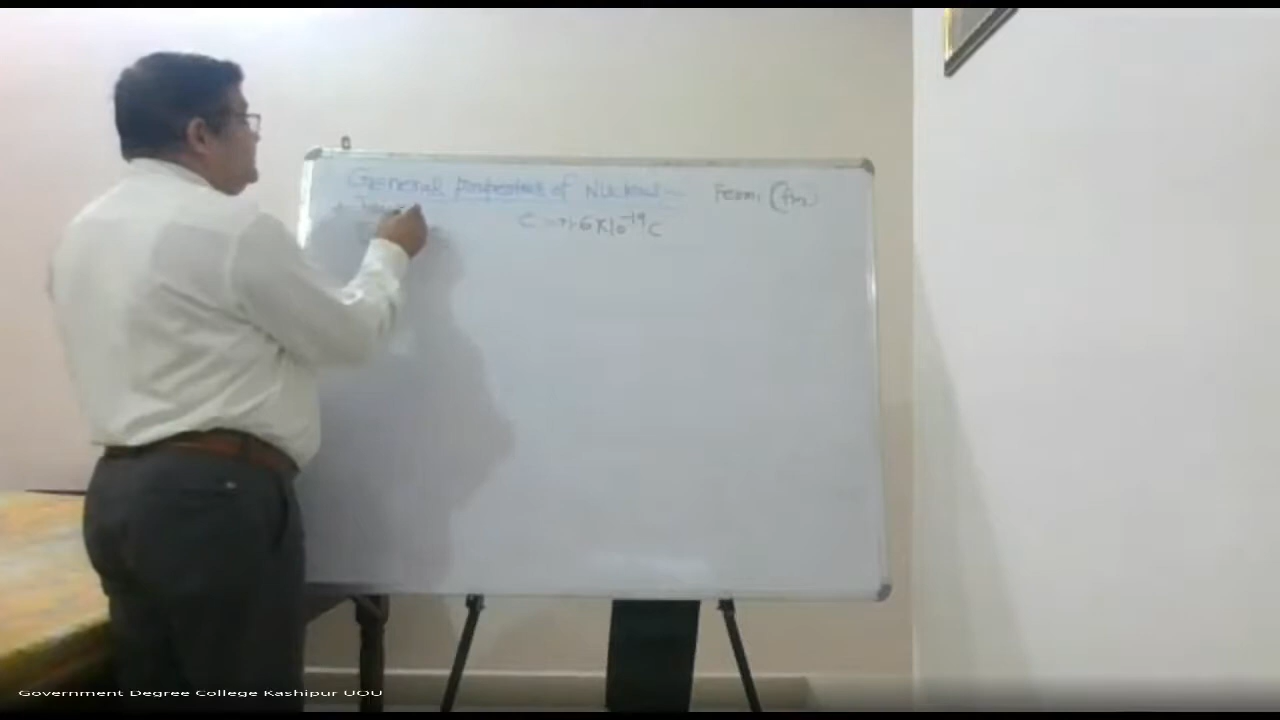 General properties of Nucleus Fermi (fm)
e → 1.6 x 10⁻¹⁹ C
Government Degree College Kashipur UOU